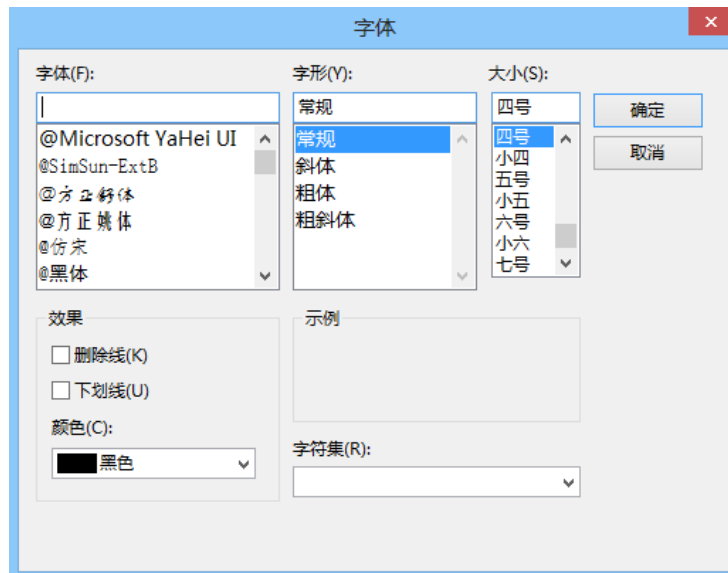 字体
字体(F):
字形(Y):
大小(S):
常规
四号
确定
取消
@Microsoft YaHei UI
@SimSun-ExtB
@方正舒体
@方正姚体
@仿宋
@黑体
常规
斜体
粗体
粗斜体
四号
小四
五号
小五
六号
小六
七号
效果
删除线(K)
下划线(U)
颜色(C):
黑色
示例
字符集(R):